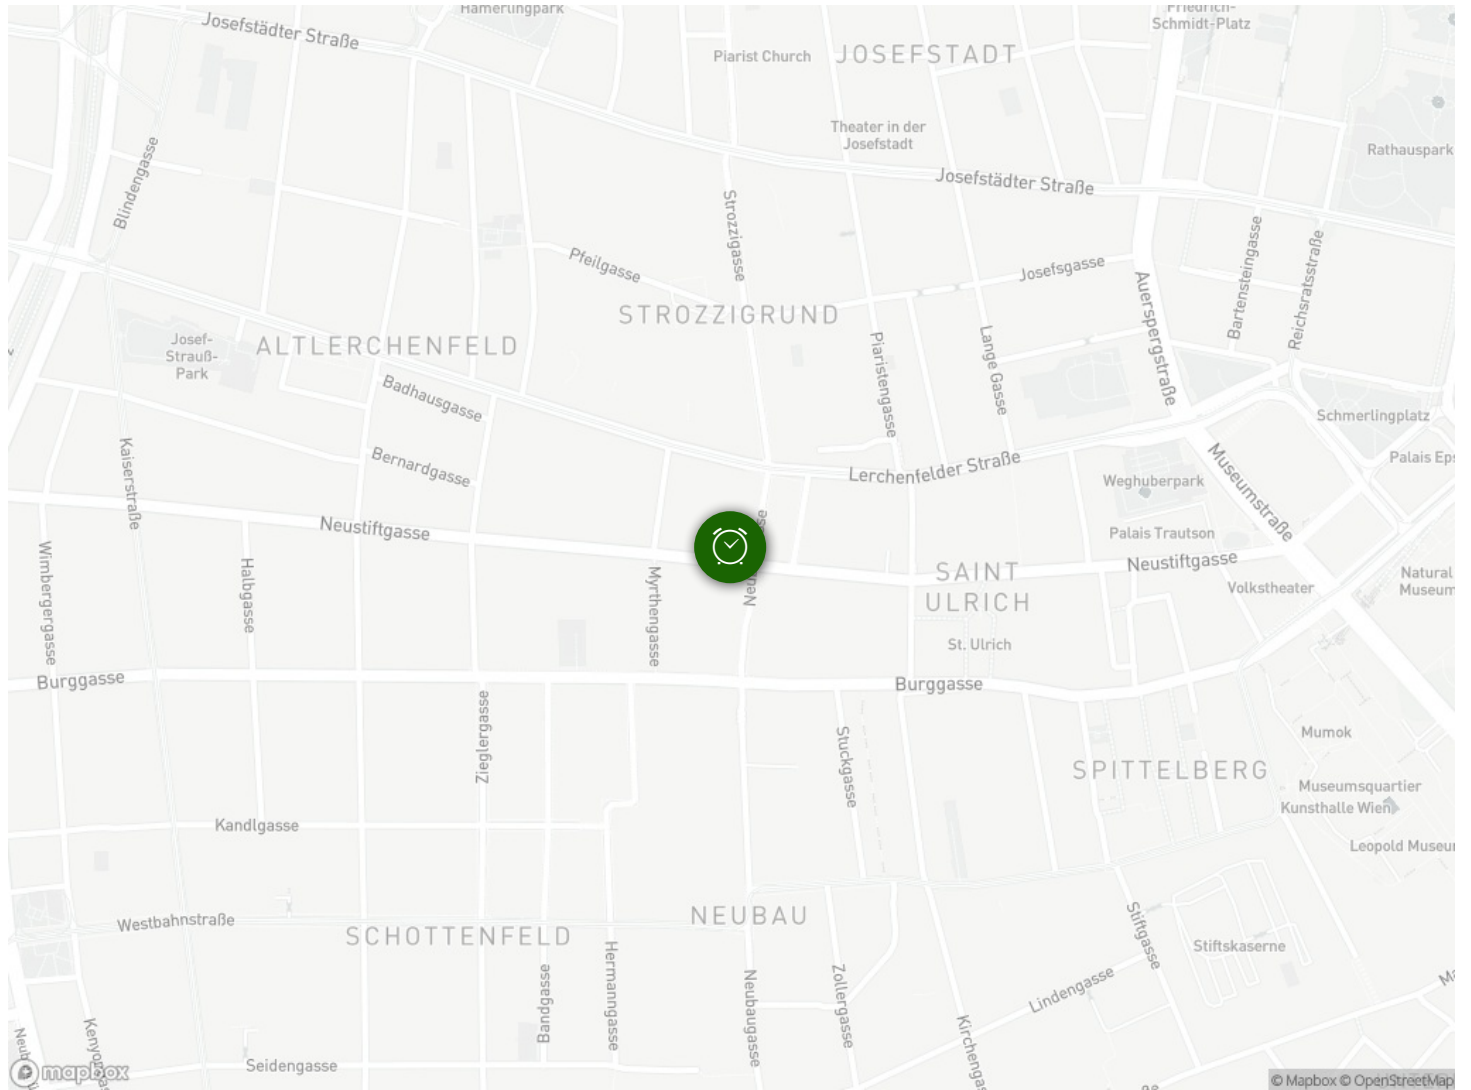 Hamerlingpark
Friedrich-
Schmidt-Platz
Josefstädter Straße
Piarist Church
JOSEFSTADT
Theater in der
Josefstadt
Rathauspark
Blindengasse
Josefstädter Straße
Strozzigasse
Pfeilgasse
Josefsgasse
Bartensteingasse
Reichsratsstraße
Auerspergstraße
STROZZIGRUND
ALTLERCHENFELD
Josef-
Strauß-
Park
Piaristengasse
Lange Gasse
Badhausgasse
Schmerlingplatz
Kaiserstraße
Bernardgasse
Lerchenfelder Straße
Museumstraße
Palais Eps
Weghuberpark
Neustiftgasse
Palais Trautson
Neustiftgasse
Wimbergergasse
Halbgasse
Myrthengasse
SAINT
ULRICH
Volkstheater
Natural
Museum
St. Ulrich
Burggasse
Burggasse
Zieglergasse
Stuckgasse
Mumok
SPITTELBERG
Museumsquartier
Kunsthalle Wien
Leopold Museu
Kandlgasse
NEUBAU
Westbahnstraße
SCHOTTENFELD
Stiftgasse
Stiftskaserne
Bandgasse
Hermanngasse
Neubaugasse
Zollergasse
Lindengasse
Kirchengasse
Seidengasse
mapbox
© Mapbox © OpenStreetMap